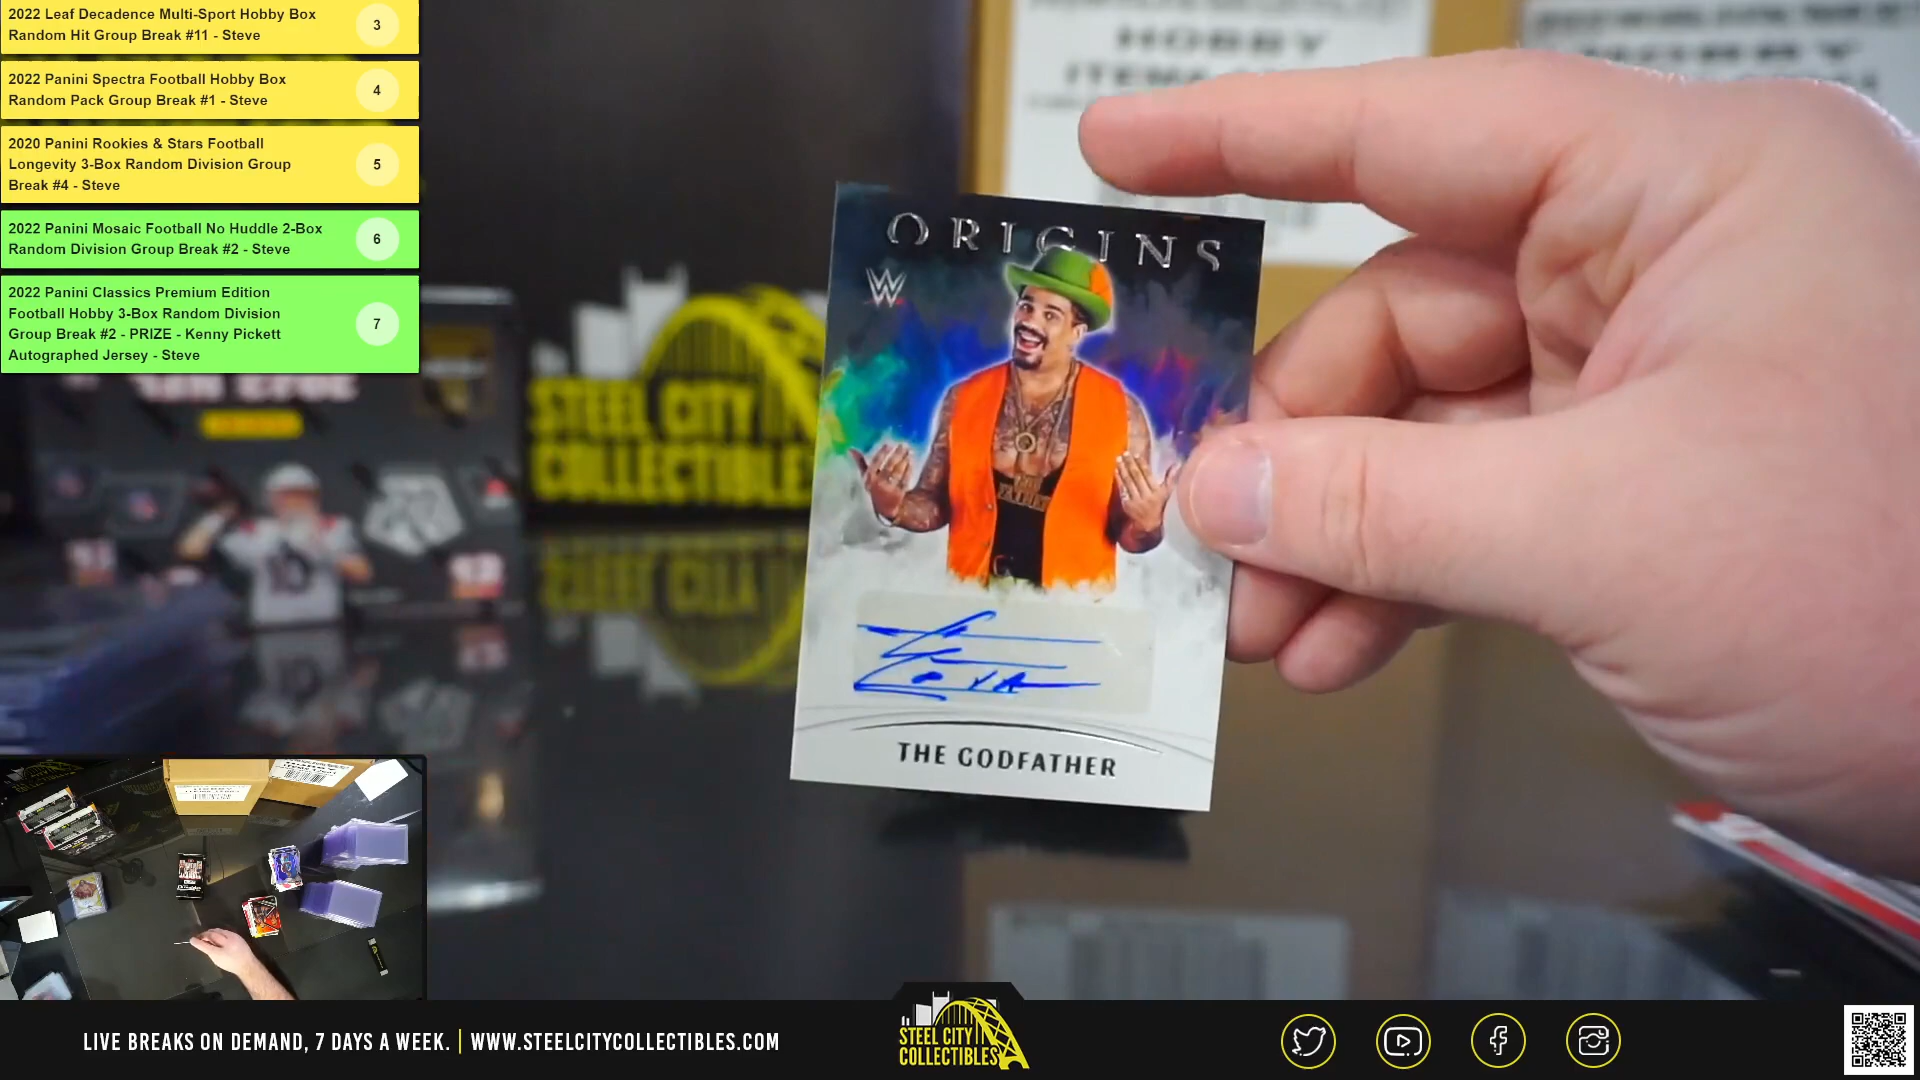 2022 Leaf Decadence Multi-Sport Hobby Box
Random Hit Group Break #11 - Steve
3
2022 Panini Spectra Football Hobby Box
Random Pack Group Break #1 - Steve
4
2020 Panini Rookies & Stars Football
Longevity 3-Box Random Division Group
Break #4 - Steve
5
2022 Panini Mosaic Football No Huddle 2-Box
Random Division Group Break #2 - Steve
6
2022 Panini Classics Premium Edition
Football Hobby 3-Box Random Division
Group Break #2 - PRIZE - Kenny Pickett
Autographed Jersey - Steve
7
HOBBY
STEEL CITY
COLLECTIBLES
ORIGINS
W
THE GODFATHER
LIVE BREAKS ON DEMAND, 7 DAYS A WEEK. | WWW.STEELCITYCOLLECTIBLES.COM
STEEL CITY
COLLECTIBLES